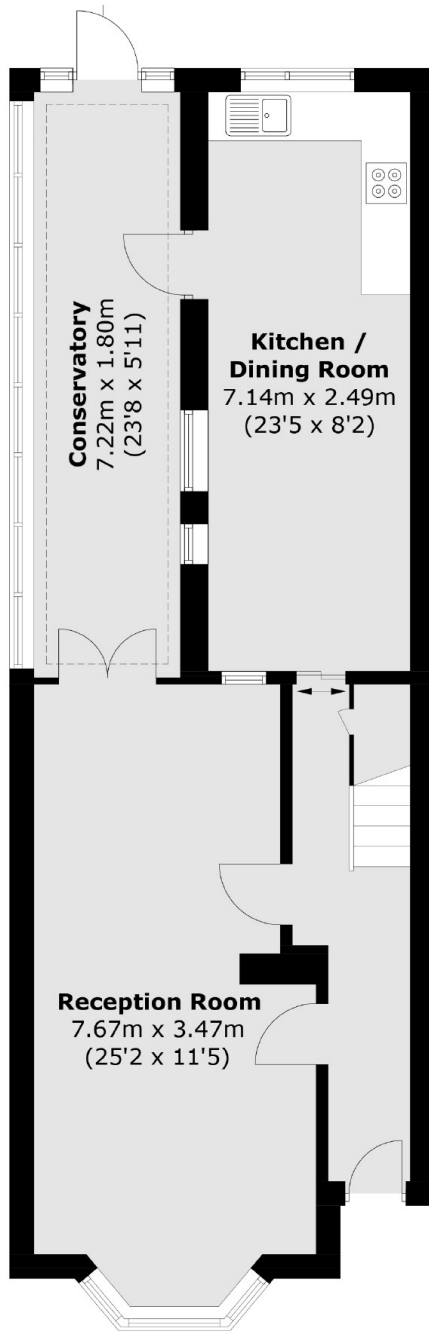 Conservatory
7.22m x 1.80m
(23'8 x 5'11)
Kitchen /
Dining Room
7.14m x 2.49m
(23'5 x 8'2)
Reception Room
7.67m x 3.47m
(25'2 x 11'5)